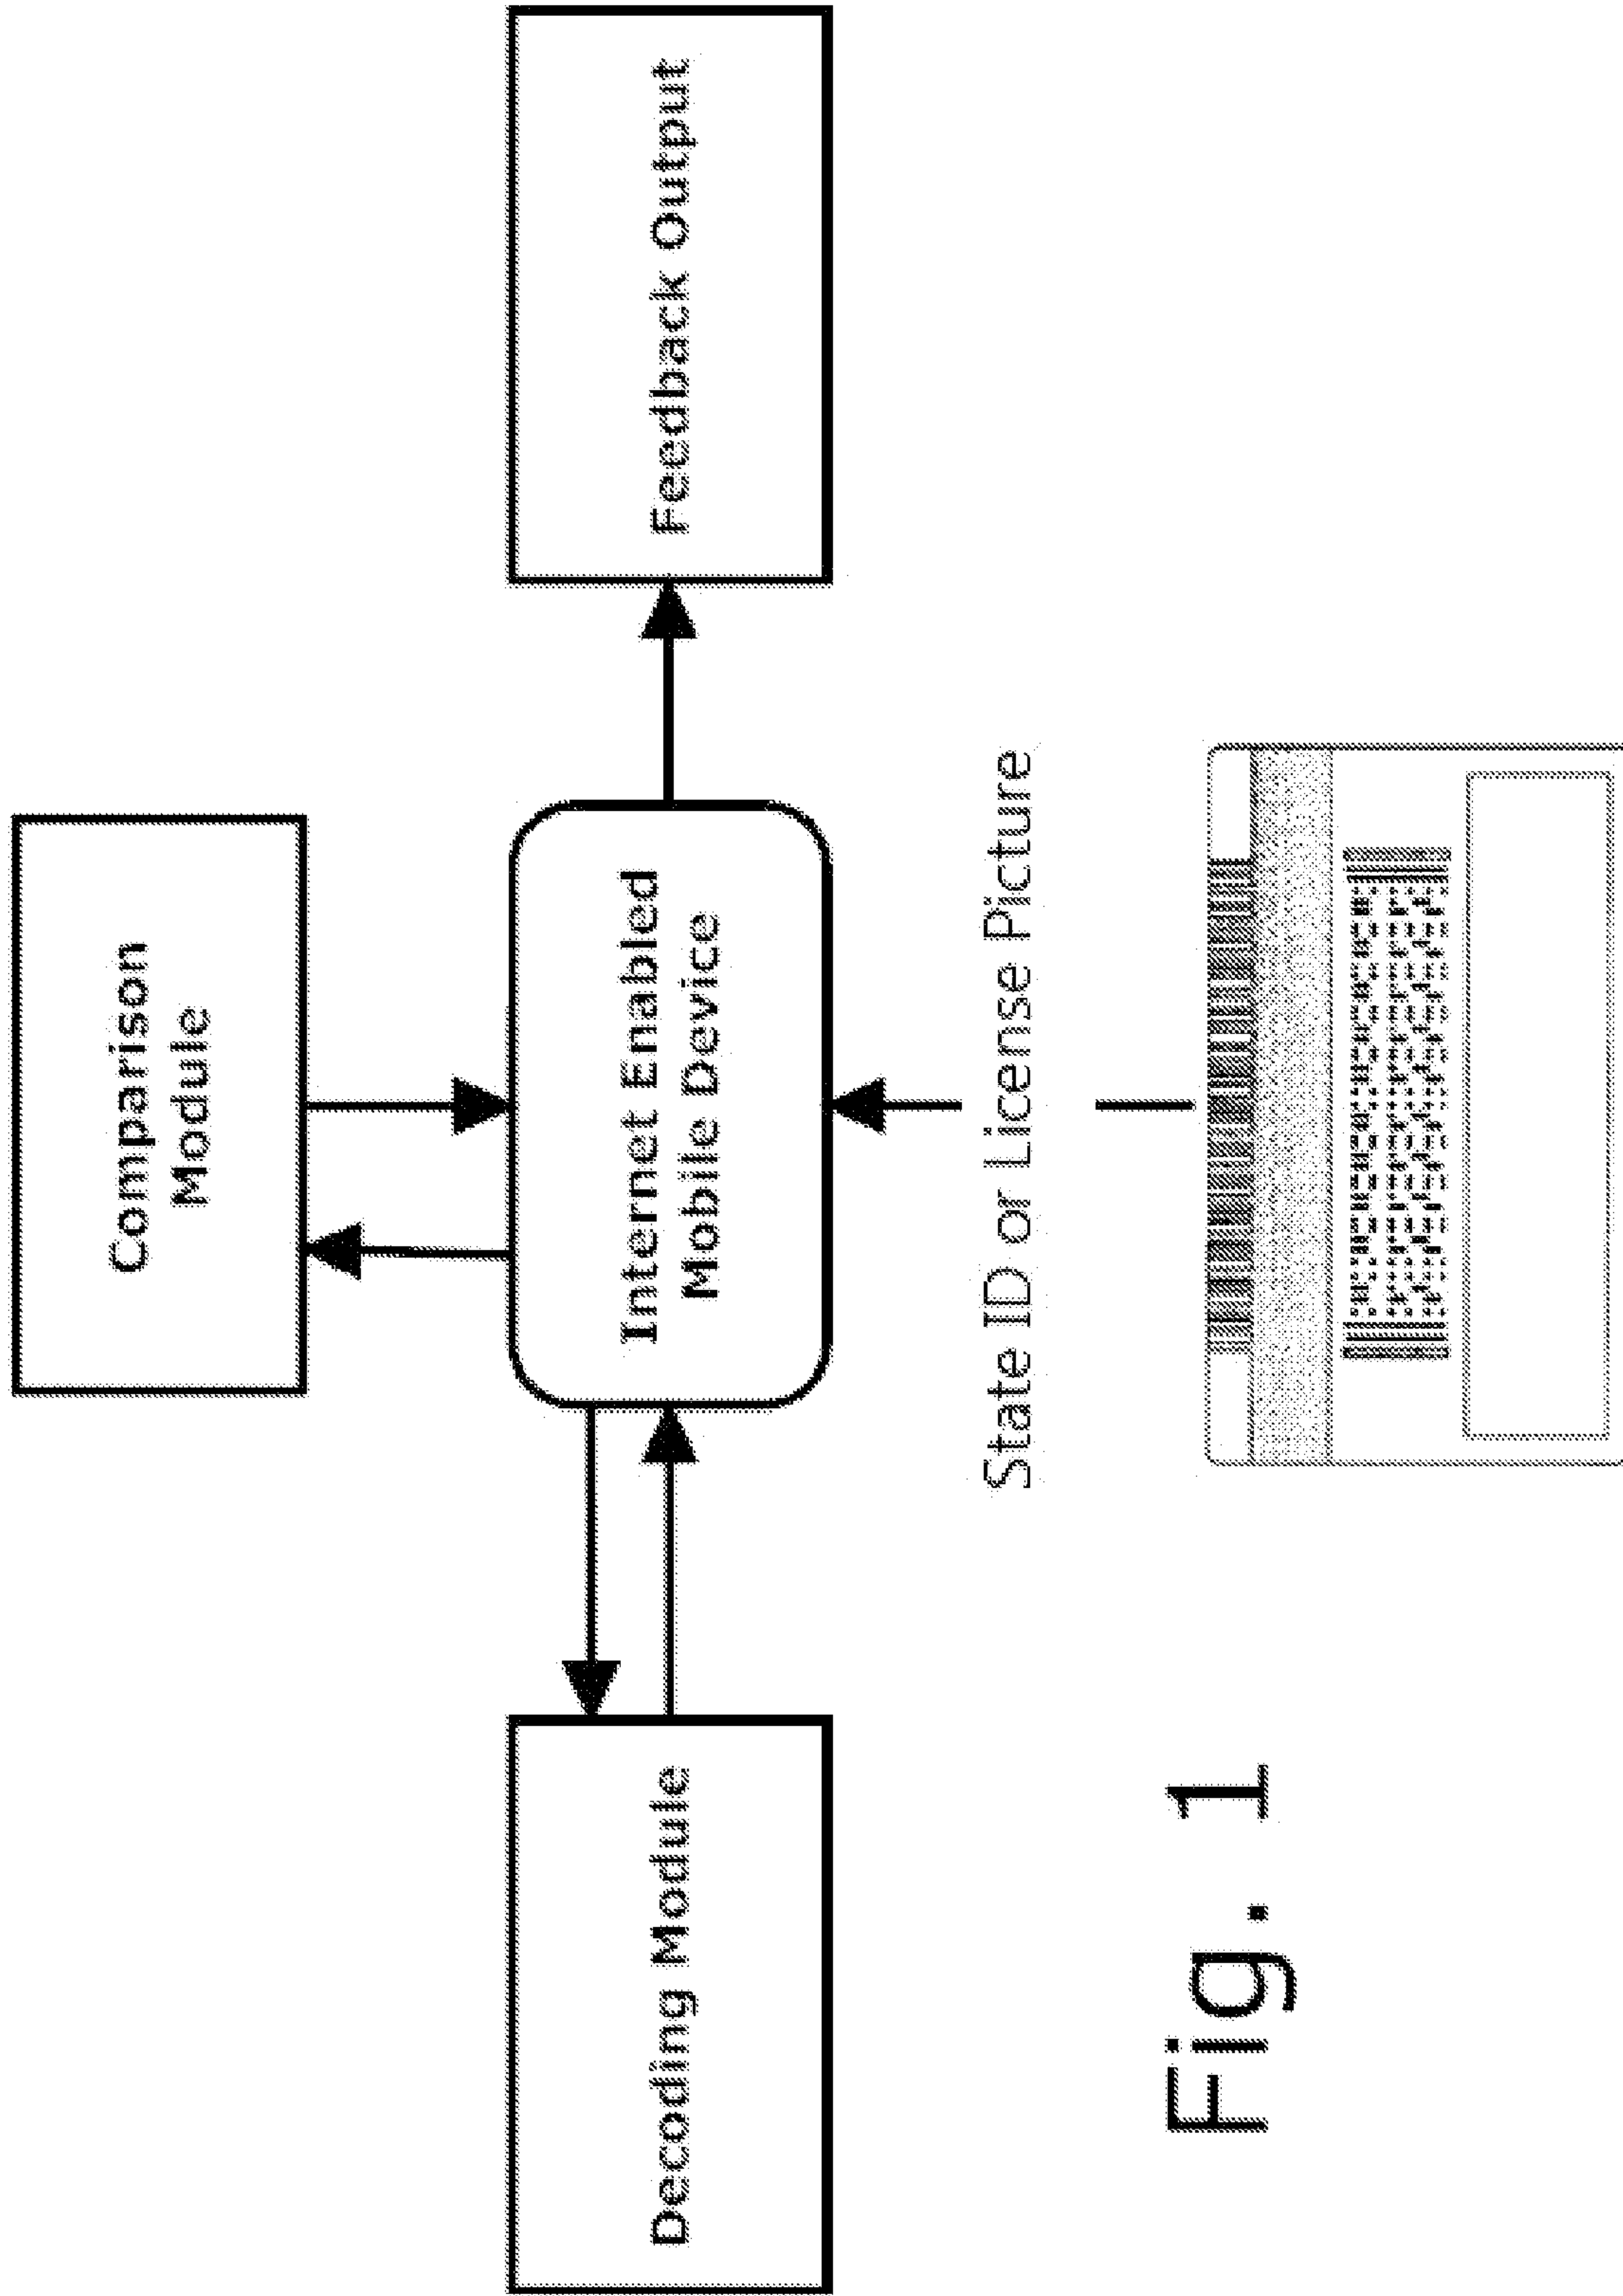 Comparison
Module
Decoding Module
Internet Enabled
Mobile Device
Feedback Output
State ID or License Picture
Fig. 1